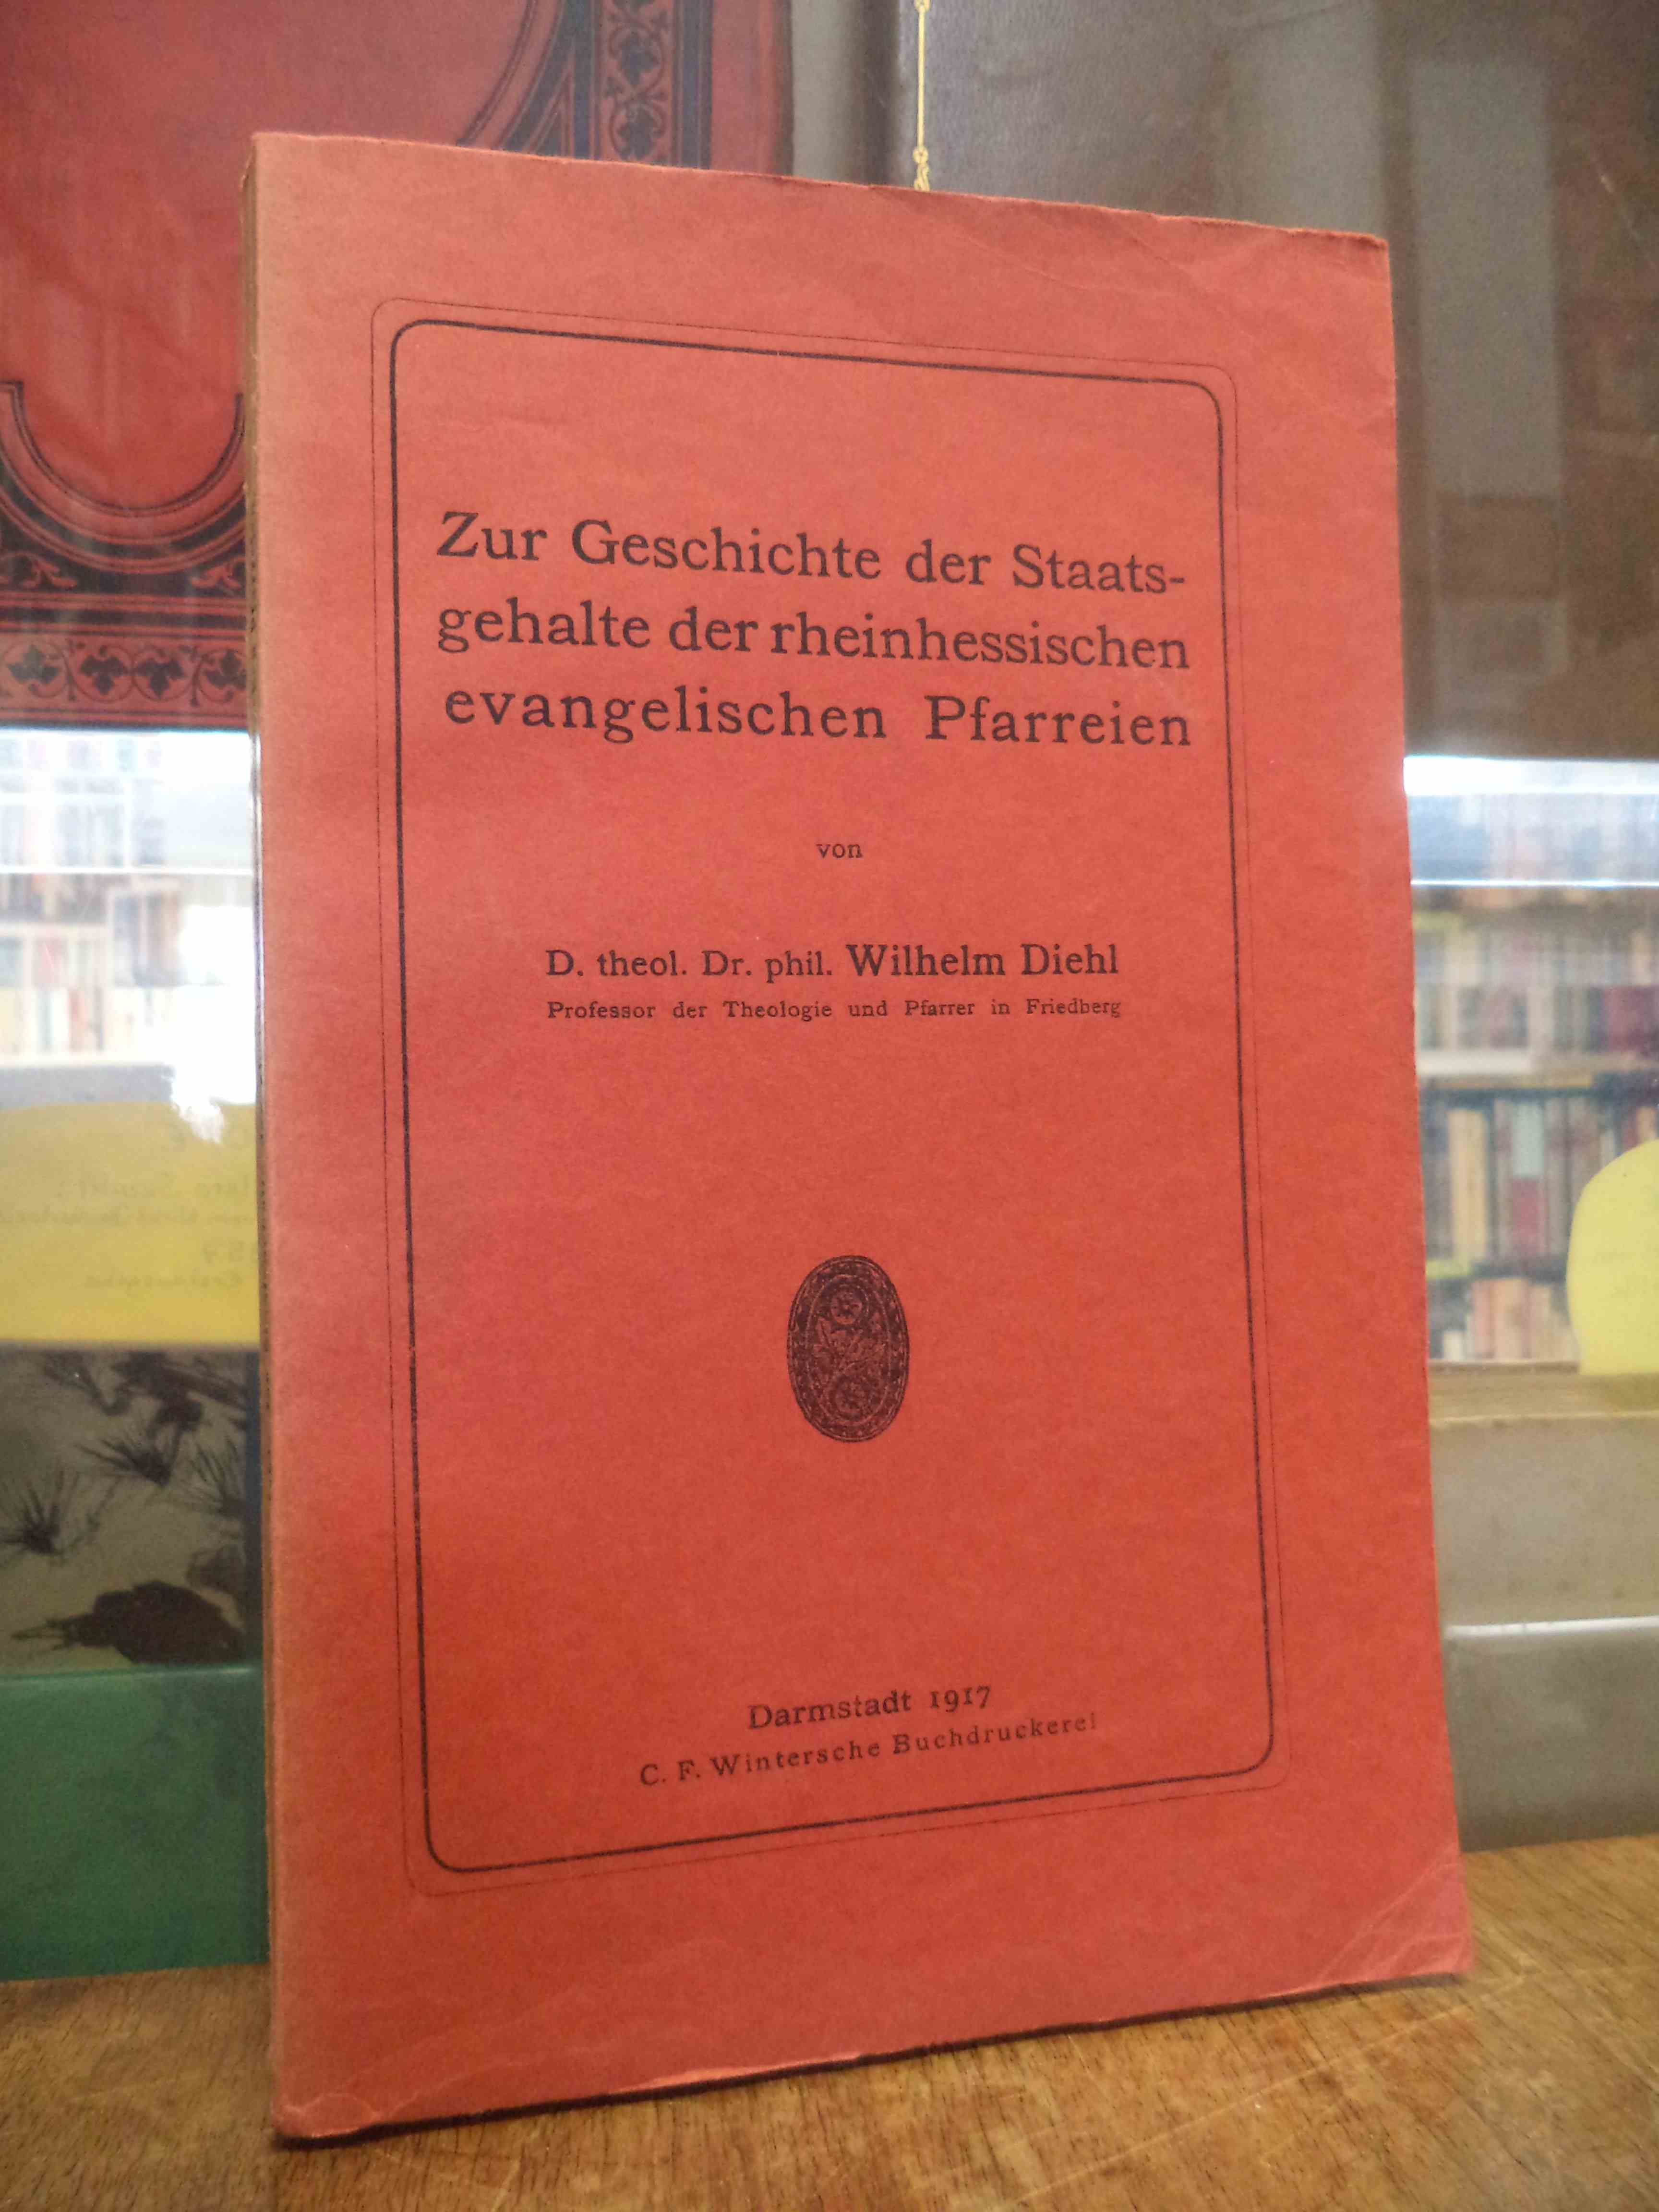 Zur Geschichte der Staats-
gehalte der rheinhessischen
evangelischen Pfarreien
von
D. theol. Dr. phil. Wilhelm Diehl
Professor der Theologie und Pfarrer in Friedberg
Darmstadt 1917
C. F. Wintersche Buchdruckerei